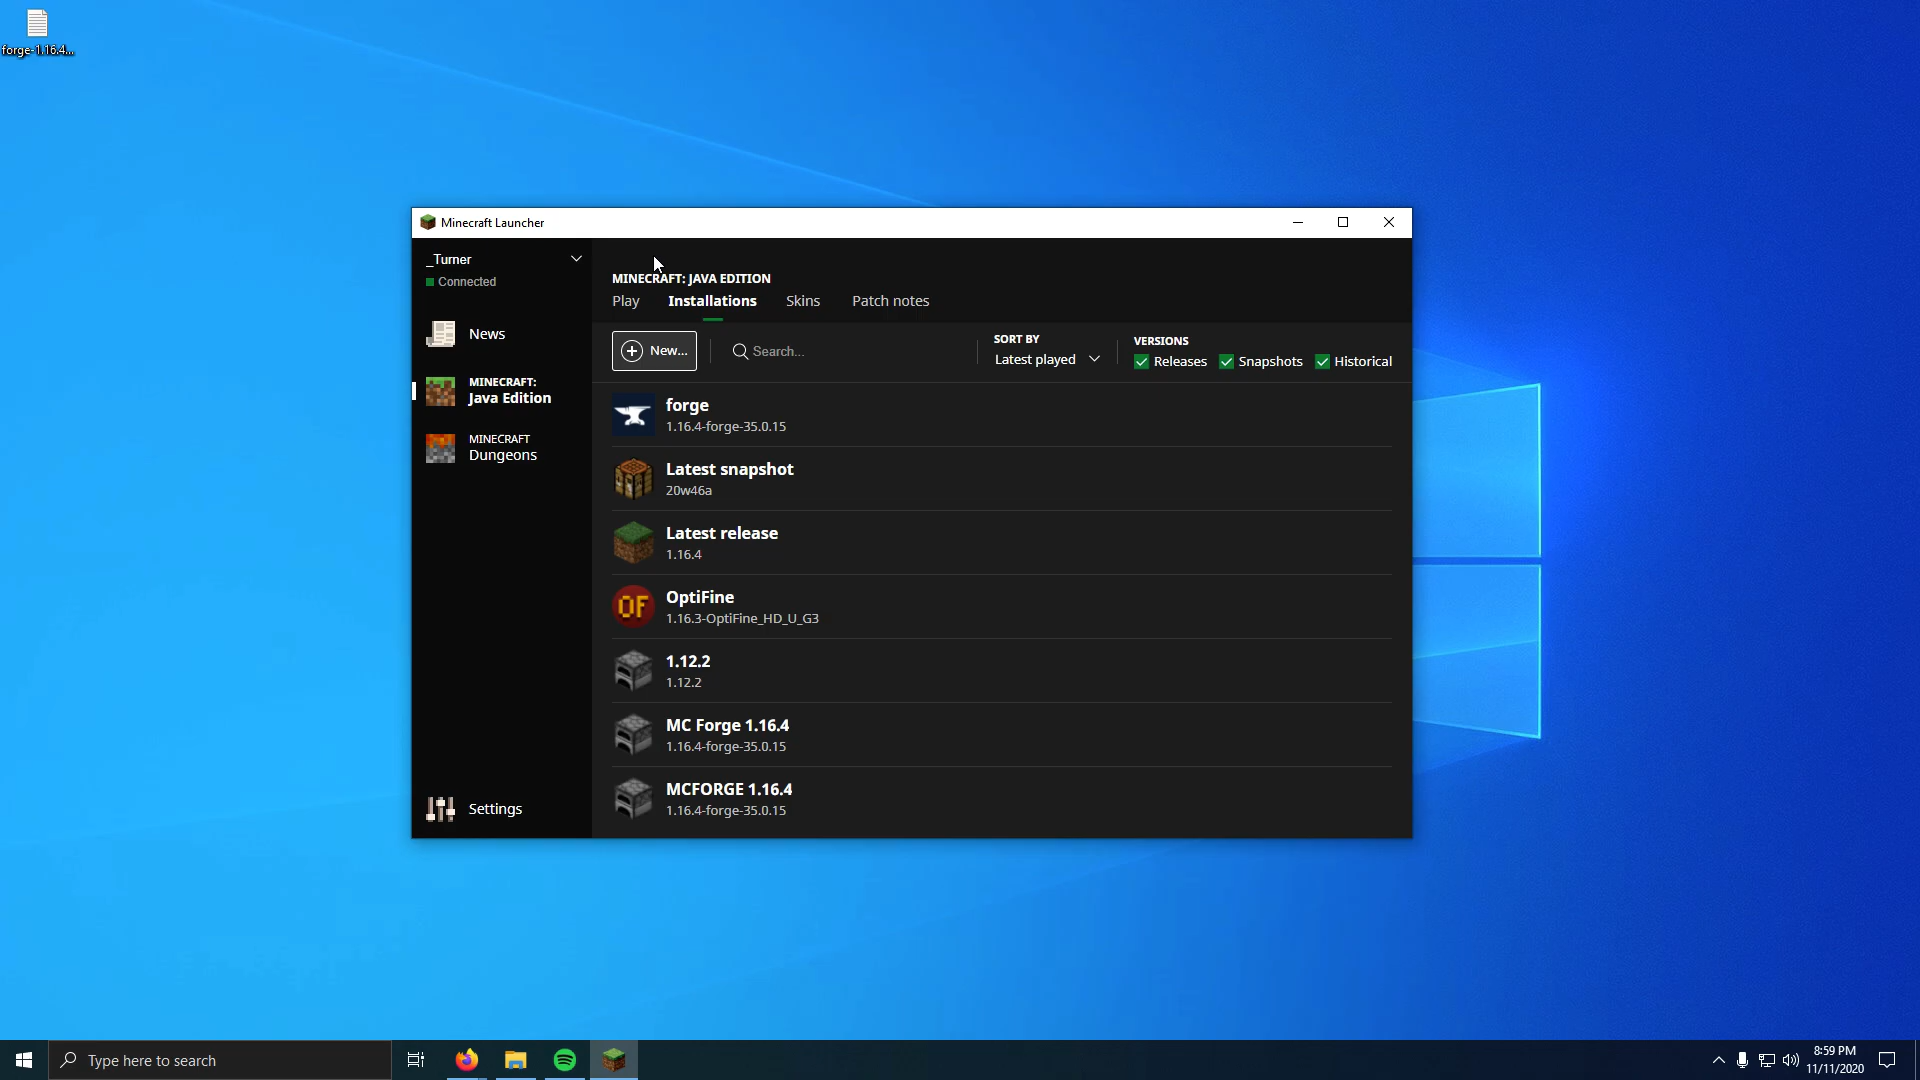 forge-1.16.4...
Minecraft Launcher
_Turner
Connected
News
MINECRAFT:
Java Edition
MINECRAFT
Dungeons
Settings
MINECRAFT: JAVA EDITION
Play
Installations
Skins
Patch notes
New...
Search...
SORT BY
Latest played
VERSIONS
Releases
Snapshots
Historical
forge
1.16.4-forge-35.0.15
Latest snapshot
20w46a
Latest release
1.16.4
OF
OptiFine
1.16.3-OptiFine_HD_U_G3
1.12.2
1.12.2
MC Forge 1.16.4
1.16.4-forge-35.0.15
MCFORGE 1.16.4
1.16.4-forge-35.0.15
Type here to search
8:59 PM
11/11/2020